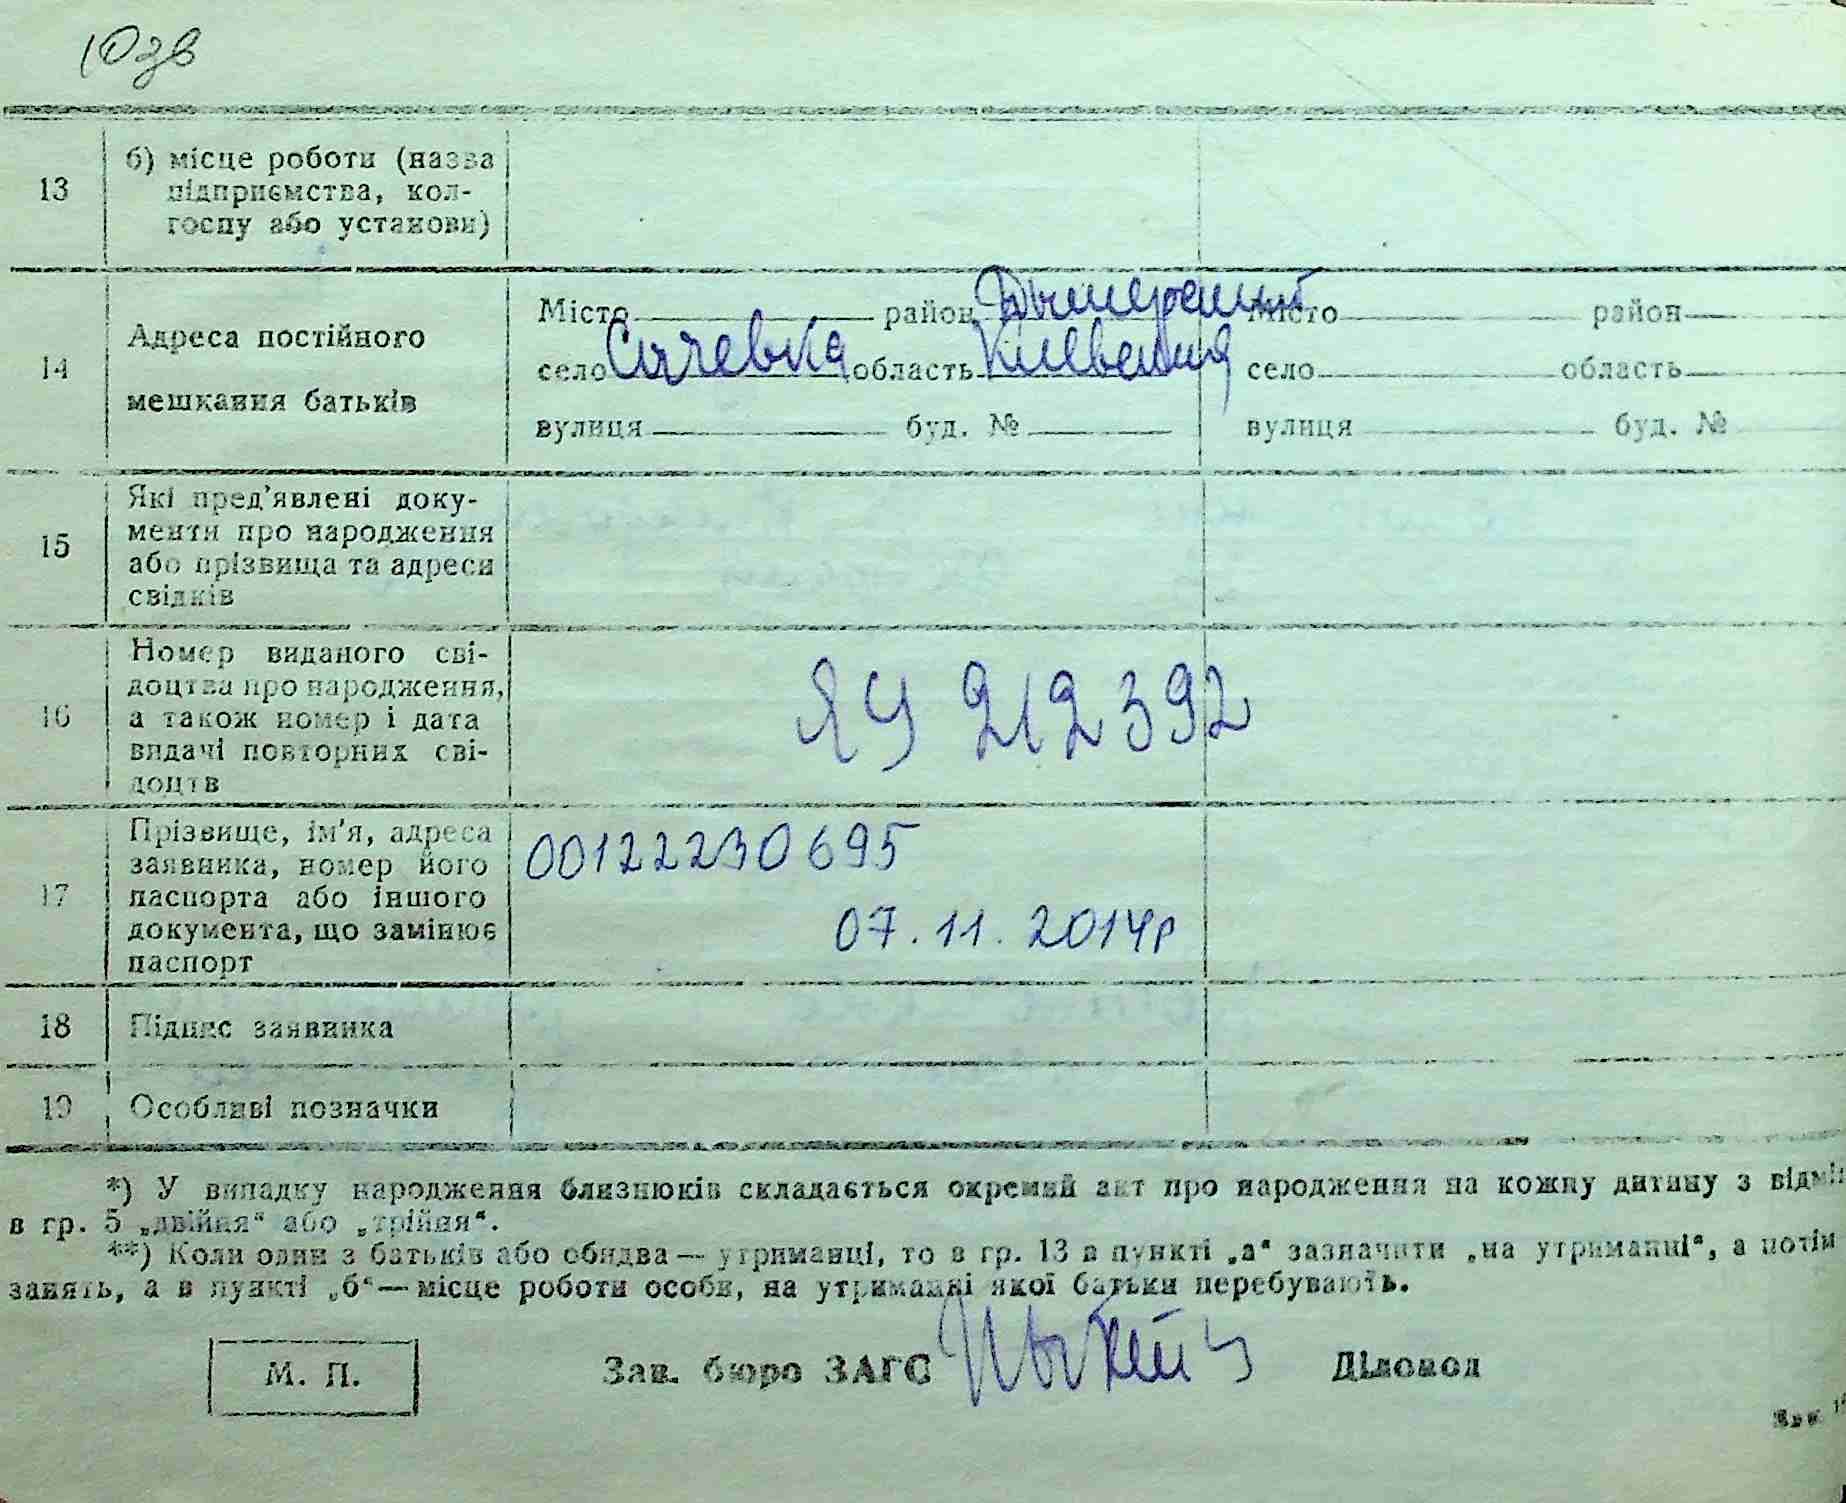 13 б) місце роботи (назва
підприємства, кол-
госпу або установи)
14 Адреса постійного
мешкання батьків
Місто район Дымерский
село Сычевка область Киевская
вулиця буд. №
Місто район
село область
вулиця буд. №
15 Які пред'явлені доку-
менти про народження
або прізвища та адреси
свідків
16 Номер виданого сві-
доцтва про народження,
а також номер і дата
видачі повторних сві-
доцтв
ЯЧ 212392
17 Прізвище, ім'я, адреса
заявника, номер його
паспорта або іншого
документа, що замінює
паспорт
00122230695
07.11.2014р
18 Підпис заявника
19 Особливі позначки
*) У випадку народження близнюків складається окремий акт про народження на кожну дитину з відмі
в гр. 5 „двійня“ або „трійня“.
**) Коли один з батьків або обидва — утриманці, то в гр. 13 в пункті „а“ зазначити „на утриманні“, а потім
занять, а в пункті „б“ — місце роботи особи, на утриманні якої батьки перебувають.
М. П.
Зав. бюро ЗАГС
Діловод